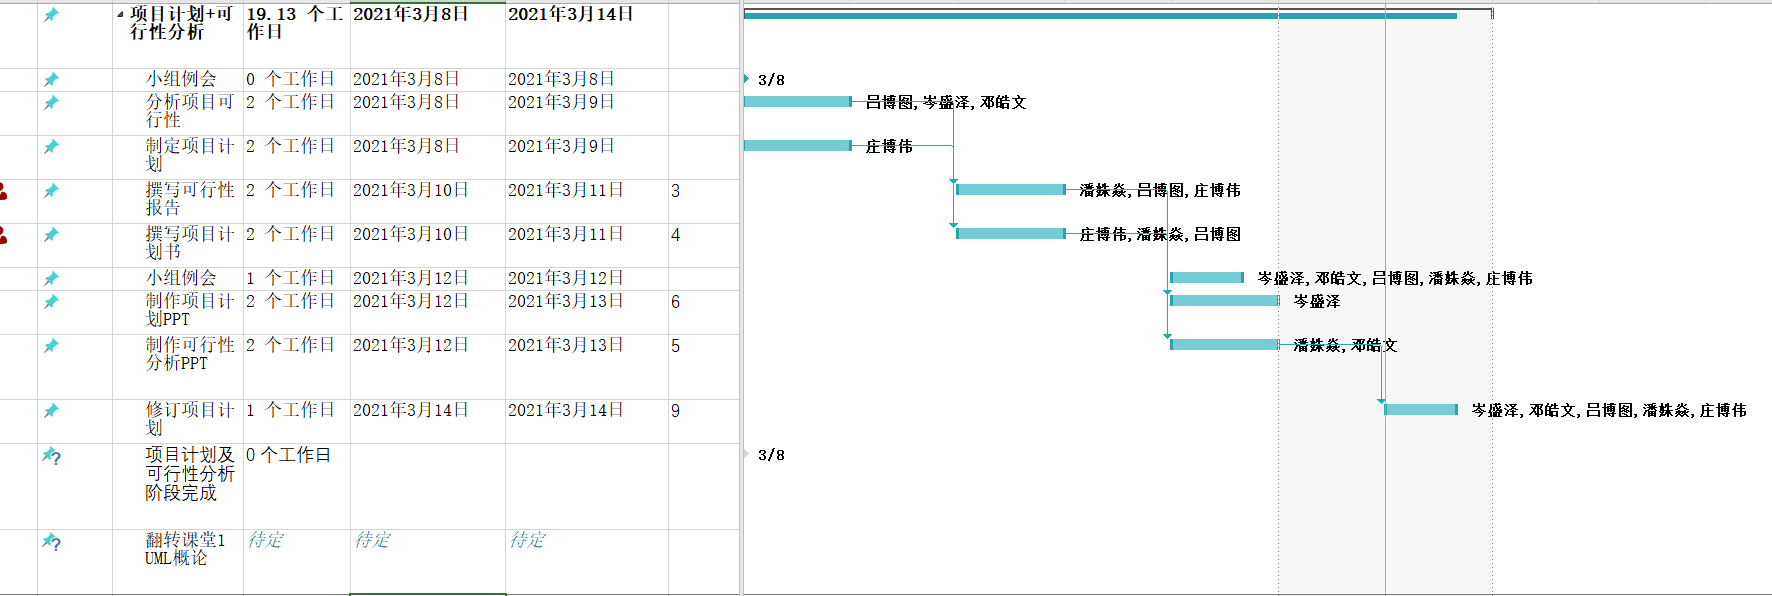 项目计划+可 19.13 个工 2021年3月8日 2021年3月14日
行性分析 作日
小组例会 0 个工作日 2021年3月8日 2021年3月8日 3/8
分析项目可 2 个工作日 2021年3月8日 2021年3月9日 吕博图,岑盛泽,邓皓文
行性
制定项目计 2 个工作日 2021年3月8日 2021年3月9日 庄博伟
划
撰写可行性 2 个工作日 2021年3月10日 2021年3月11日 3 潘姝焱,吕博图,庄博伟
报告
撰写项目计 2 个工作日 2021年3月10日 2021年3月11日 4 庄博伟,潘姝焱,吕博图
划书
小组例会 1 个工作日 2021年3月12日 2021年3月12日 岑盛泽,邓皓文,吕博图,潘姝焱,庄博伟
制作项目计 2 个工作日 2021年3月12日 2021年3月13日 6 岑盛泽
划PPT
制作可行性 2 个工作日 2021年3月12日 2021年3月13日 5 潘姝焱,邓皓文
分析PPT
修订项目计 1 个工作日 2021年3月14日 2021年3月14日 9 岑盛泽,邓皓文,吕博图,潘姝焱,庄博伟
划
项目计划及 0个工作日 3/8
可行性分析
阶段完成
翻转课堂1 待定 待定 待定
UML概论